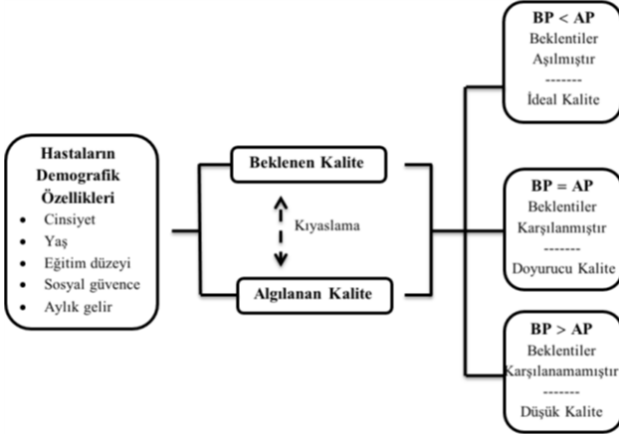 Hastaların
Demografik
Özellikleri
• Cinsiyet
• Yaş
• Eğitim düzeyi
• Sosyal güvence
• Aylık gelir
Beklenen Kalite
Kıyaslama
Algılanan Kalite
BP < AP
Beklentiler
Aşılmıştır
-------
İdeal Kalite
BP = AP
Beklentiler
Karşılanmıştır
-------
Doyurucu Kalite
BP > AP
Beklentiler
Karşılanamamıştır
-------
Düşük Kalite